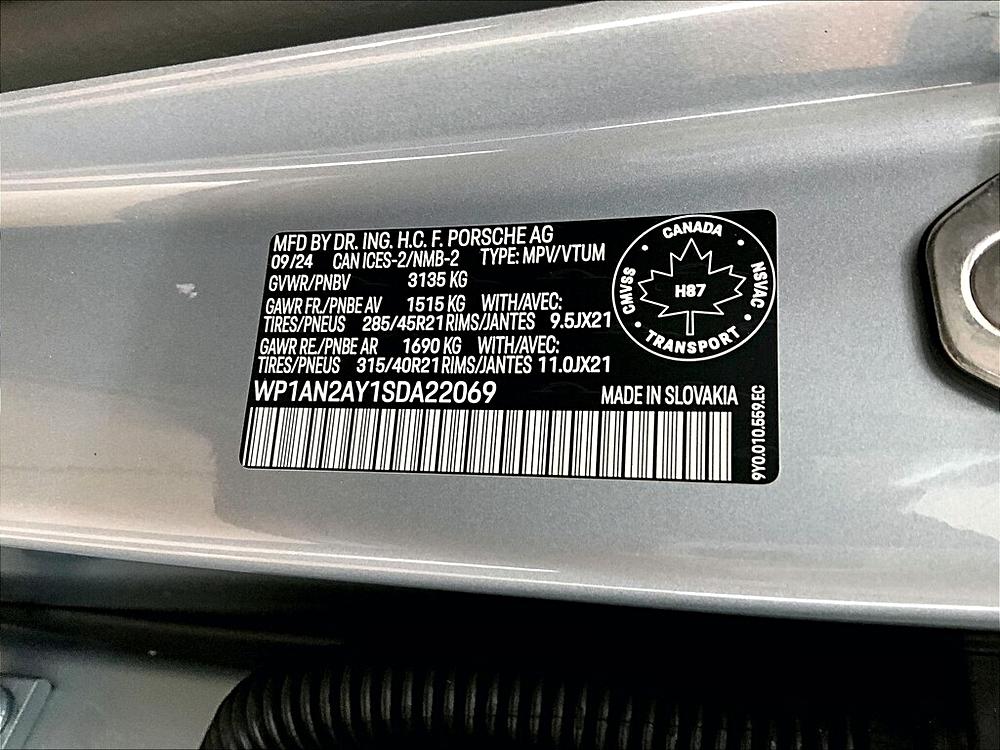 MFD BY DR. ING. H.C. F. PORSCHE AG
09/24 CAN ICES-2/NMB-2 TYPE: MPV/VTUM
GVWR/PNBV 3135 KG
GAWR FR./PNBE AV 1515 KG WITH/AVEC:
TIRES/PNEUS 285/45R21 RIMS/JANTES 9.5JX21
GAWR RE./PNBE AR 1690 KG WITH/AVEC:
TIRES/PNEUS 315/40R21 RIMS/JANTES 11.0JX21
WP1AN2AY1SDA22069 MADE IN SLOVAKIA
CANADA
CMVSS
H87
NSVAC
TRANSPORT
9Y0.010.559.EC